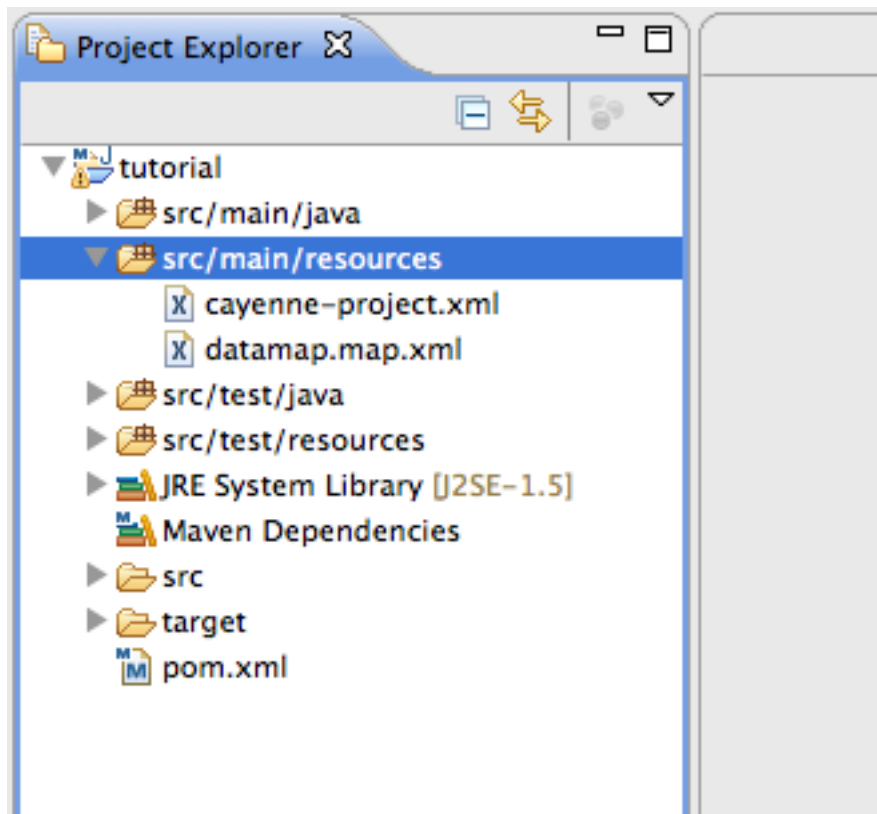 Project Explorer
tutorial
src/main/java
src/main/resources
cayenne-project.xml
datamap.map.xml
src/test/java
src/test/resources
JRE System Library [J2SE-1.5]
Maven Dependencies
src
target
pom.xml